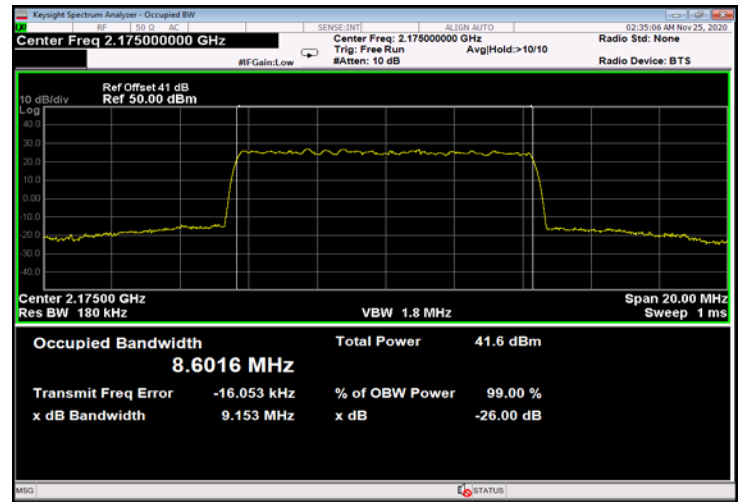 Keysight Spectrum Analyzer - Occupied BW
LXI RF 50 Ω AC SENSE:INT ALIGN AUTO 02:35:06 AM Nov 25, 2020
Center Freq 2.175000000 GHz Center Freq: 2.175000000 GHz Radio Std: None
Trig: Free Run Avg|Hold:>10/10
#IFGain:Low #Atten: 10 dB Radio Device: BTS
Ref Offset 41 dB
10 dB/div Ref 50.00 dBm
Log
40.0
30.0
20.0
10.0
0.00
-10.0
-20.0
-30.0
-40.0
Center 2.17500 GHz Span 20.00 MHz
Res BW 180 kHz VBW 1.8 MHz Sweep 1 ms
Occupied Bandwidth Total Power 41.6 dBm
8.6016 MHz
Transmit Freq Error -16.053 kHz % of OBW Power 99.00 %
x dB Bandwidth 9.153 MHz x dB -26.00 dB
MSG STATUS